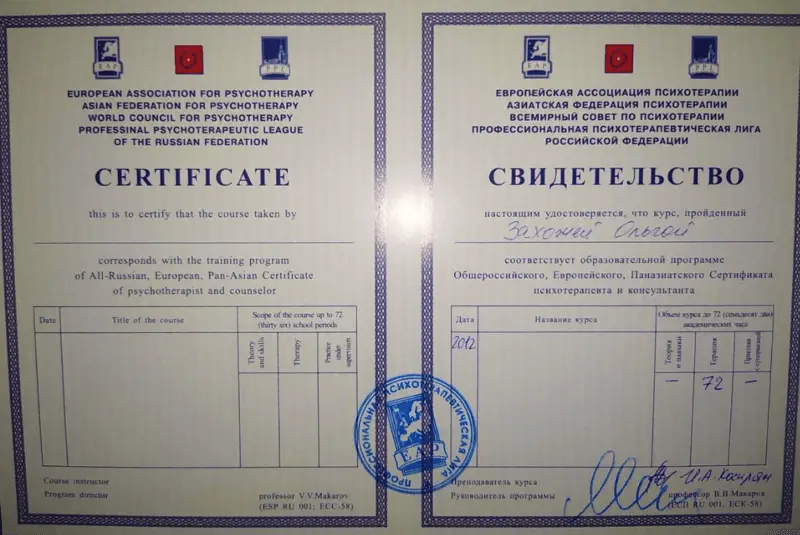 EAP
PPL
EUROPEAN ASSOCIATION FOR PSYCHOTHERAPY
ASIAN FEDERATION FOR PSYCHOTHERAPY
WORLD COUNCIL FOR PSYCHOTHERAPY
PROFESSINAL PSYCHOTERAPEUTIC LEAGUE
OF THE RUSSIAN FEDERATION
CERTIFICATE
this is to certify that the course taken by
corresponds with the training program
of All-Russian, European, Pan-Asian Certificate
of psychotherapist and counselor
Date
Title of the course
Scope of the course up to 72
(thirty six) school periods
Theory
and skills
Therapy
Practice
under
supervision
Course instructor
Program director
professor V.V.Makarov
(ESP RU 001; ECC-58)
EAP
PPL
ЕВРОПЕЙСКАЯ АССОЦИАЦИЯ ПСИХОТЕРАПИИ
АЗИАТСКАЯ ФЕДЕРАЦИЯ ПСИХОТЕРАПИИ
ВСЕМИРНЫЙ СОВЕТ ПО ПСИХОТЕРАПИИ
ПРОФЕССИОНАЛЬНАЯ ПСИХОТЕРАПЕВТИЧЕСКАЯ ЛИГА
РОССИЙСКОЙ ФЕДЕРАЦИИ
СВИДЕТЕЛЬСТВО
настоящим удостоверяется, что курс, пройденный
Захожей Ольгой
соответствует образовательной программе
Общероссийского, Европейского, Паназиатского Сертификата
психотерапевта и консультанта
Дата
Название курса
Объем курса до 72 (семьдесят два)
академических часа
Теория
и навыки
Терапия
Практика
с супервизией
2012
— 72 —
ПРОФЕССИОНАЛЬНАЯ ПСИХОТЕРАПЕВТИЧЕСКАЯ ЛИГА
EAP
Преподаватель курса
Руководитель программы
профессор В.В.Макаров
(ЕСП RU 001, ЕСК-58)